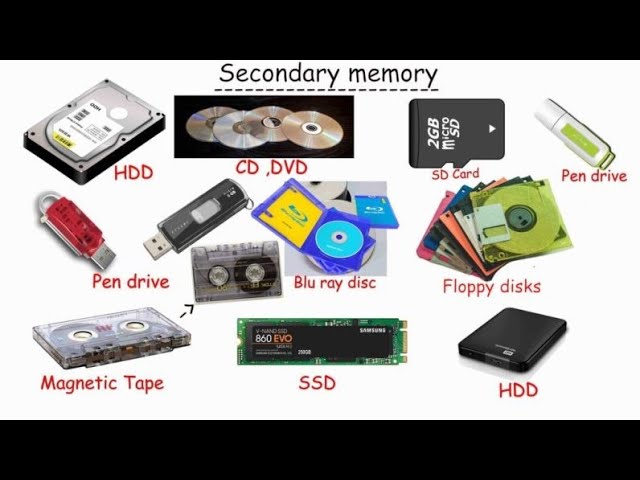 Secondary memory
HDD
HDD
CD ,DVD
2GB
micro
SD
SD Card
Pen drive
Pen drive
Blu ray disc
Floppy disks
Magnetic Tape
V-NAND SSD
860 EVO
250GB
SAMSUNG
SSD
HDD